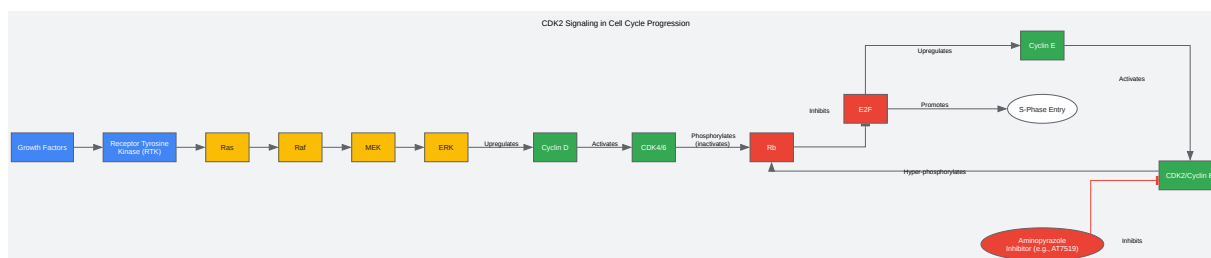 CDK2 Signaling in Cell Cycle Progression
Growth Factors
Receptor Tyrosine
Kinase (RTK)
Ras
Raf
MEK
ERK
Upregulates
Cyclin D
Activates
CDK4/6
Phosphorylates
(inactivates)
Rb
Inhibits
E2F
Upregulates
Cyclin E
Promotes
S-Phase Entry
Activates
CDK2/Cyclin E
Hyper-phosphorylates
Aminopyrazole
Inhibitor (e.g., AT7519)
Inhibits